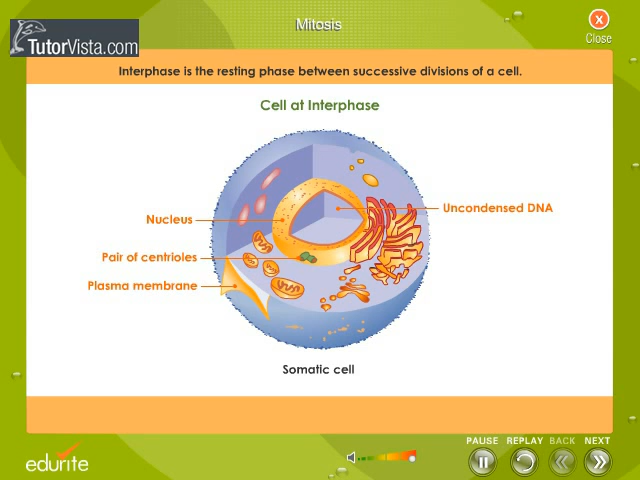 Mitosis
TutorVista.com
Close
Interphase is the resting phase between successive divisions of a cell.
Cell at Interphase
Uncondensed DNA
Nucleus
Pair of centrioles
Plasma membrane
Somatic cell
PAUSE REPLAY BACK NEXT
edurite